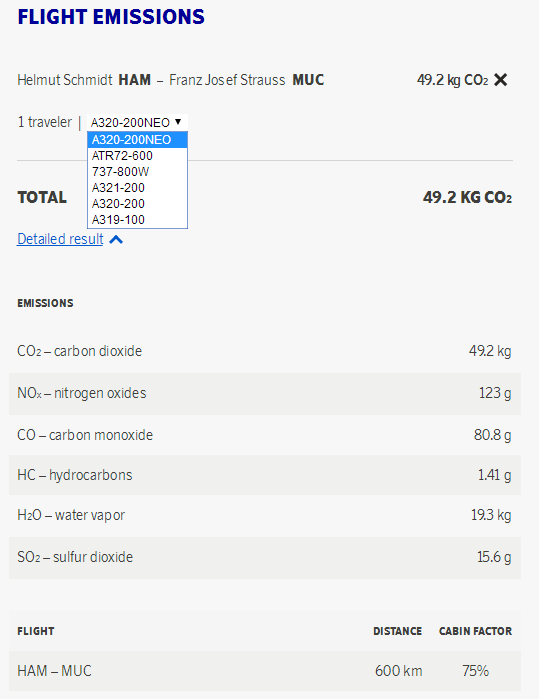 FLIGHT EMISSIONS
Helmut Schmidt HAM – Franz Josef Strauss MUC 49.2 kg CO₂ ✕
1 traveler | A320-200NEO ▼
A320-200NEO
ATR72-600
737-800W
A321-200
A320-200
A319-100
TOTAL 49.2 KG CO₂
Detailed result
EMISSIONS
CO₂ – carbon dioxide 49.2 kg
NOₓ – nitrogen oxides 123 g
CO – carbon monoxide 80.8 g
HC – hydrocarbons 1.41 g
H₂O – water vapor 19.3 kg
SO₂ – sulfur dioxide 15.6 g
FLIGHT DISTANCE CABIN FACTOR
HAM – MUC 600 km 75%